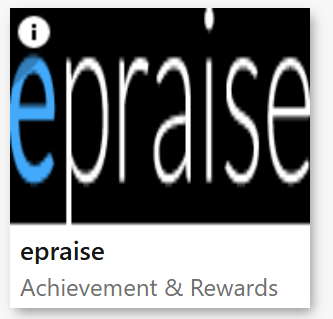 i
epraise
epraise
Achievement & Rewards